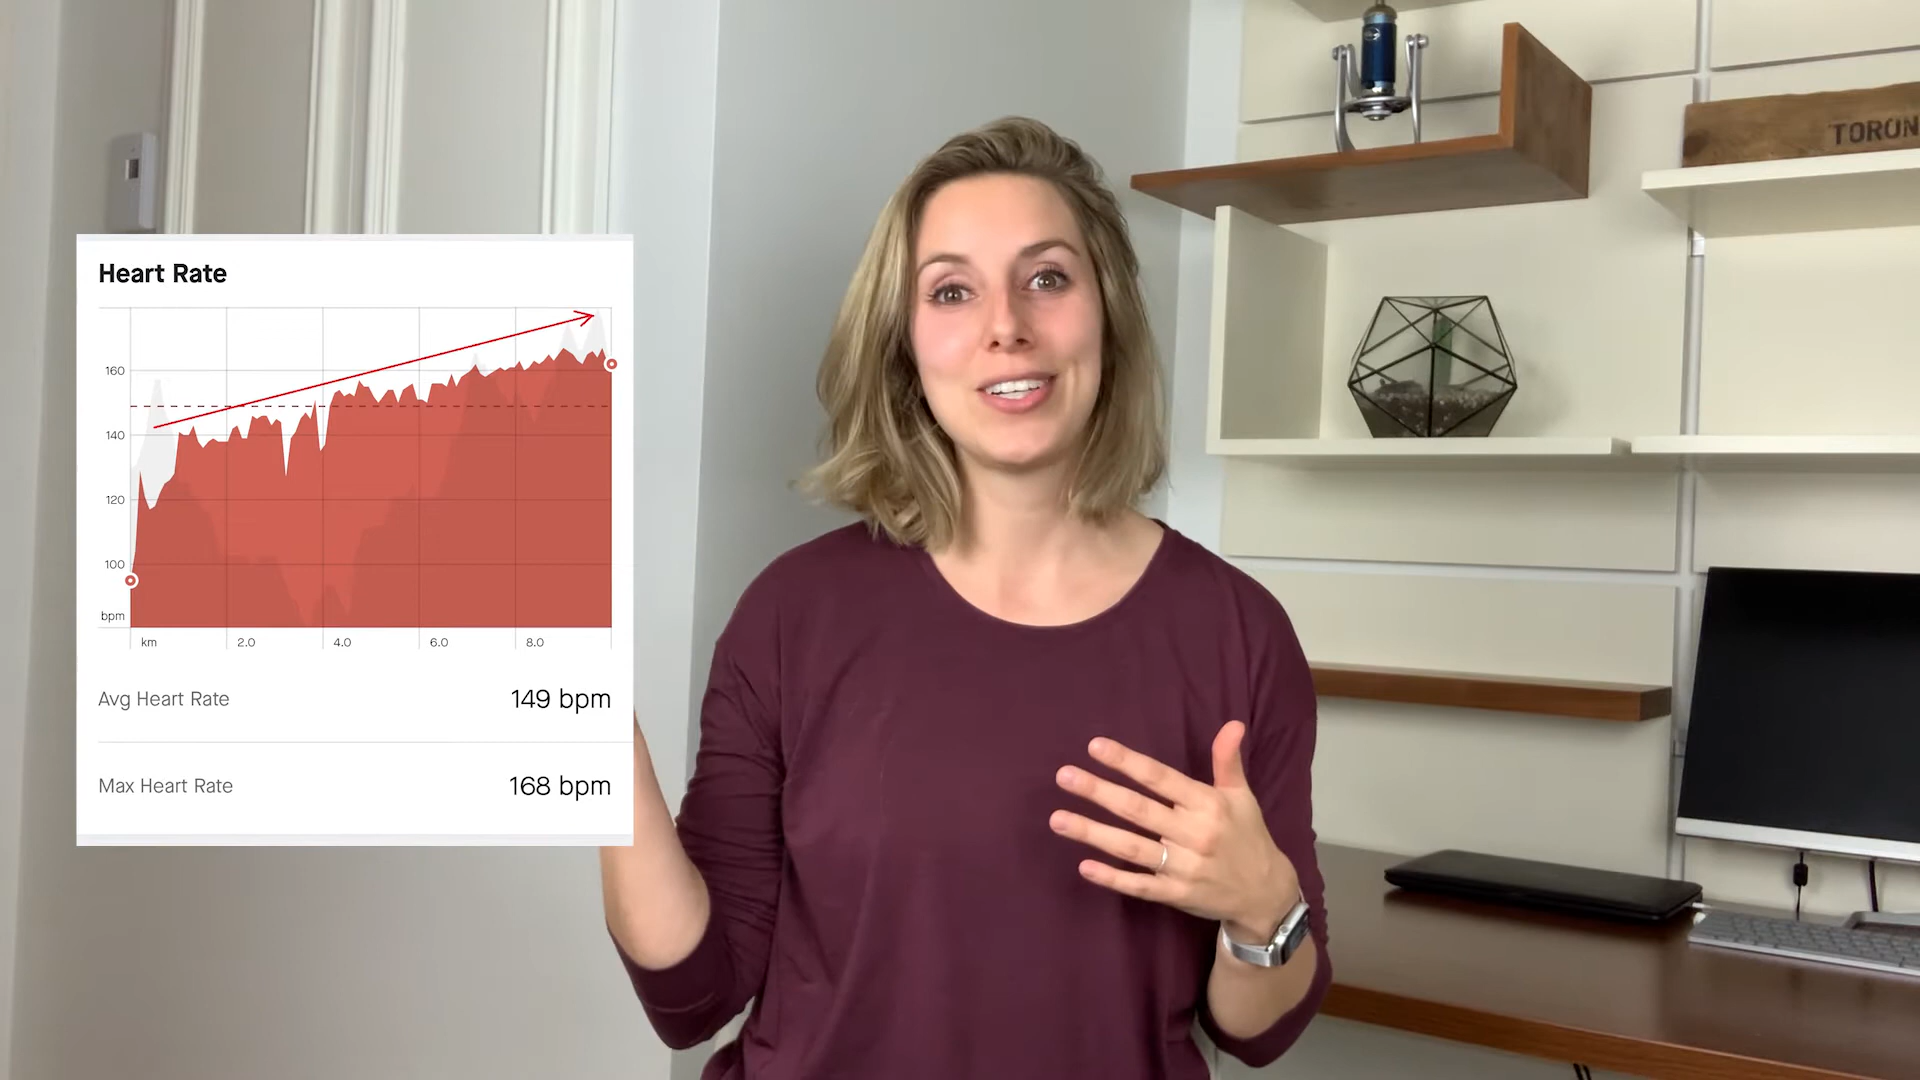 Heart Rate
160
140
120
100
bpm
km 2.0 4.0 6.0 8.0
Avg Heart Rate 149 bpm
Max Heart Rate 168 bpm
TORON